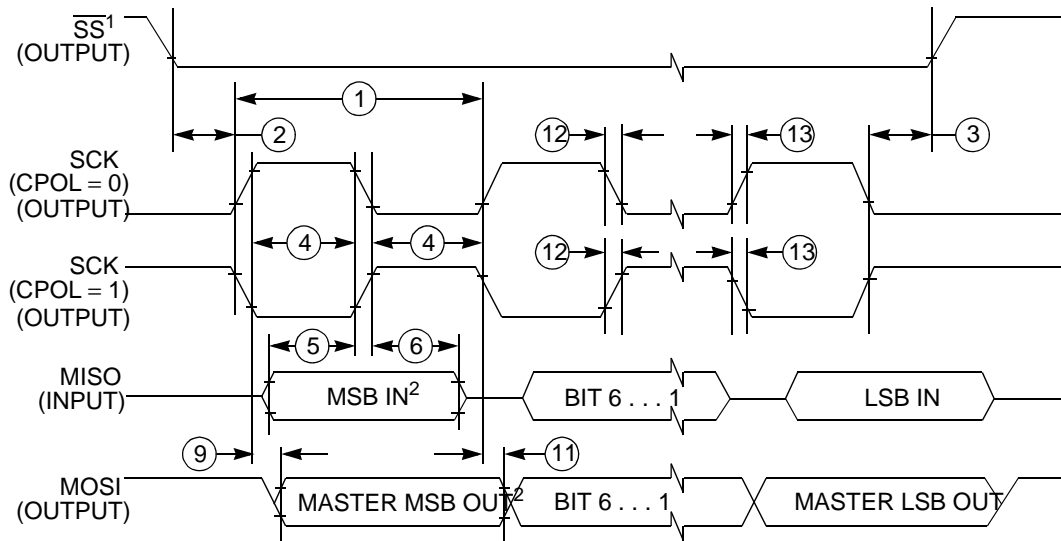 SS¹
(OUTPUT)
1
2
12
13
3
SCK
(CPOL = 0)
(OUTPUT)
4
4
12
13
SCK
(CPOL = 1)
(OUTPUT)
5
6
MISO
(INPUT)
MSB IN²
BIT 6 . . . 1
LSB IN
9
11
MOSI
(OUTPUT)
MASTER MSB OUT²
BIT 6 . . . 1
MASTER LSB OUT